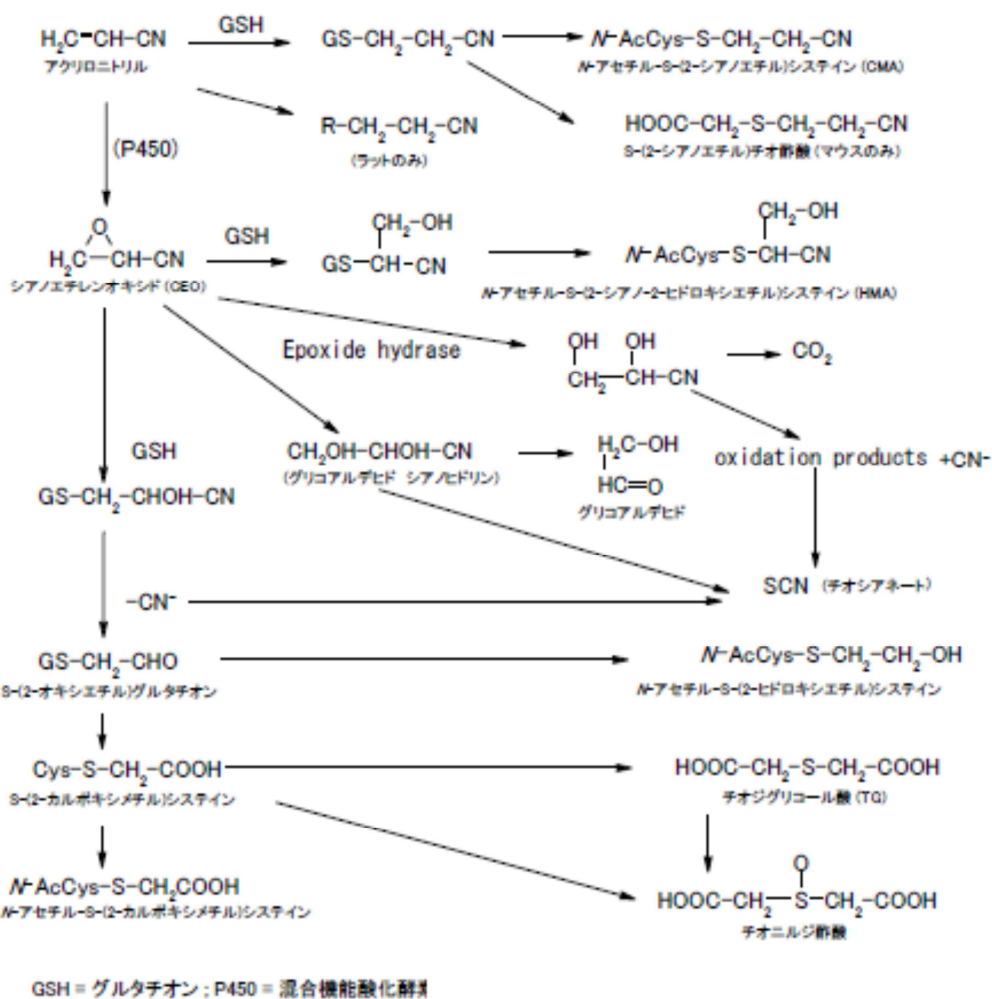 H₂C=CH-CN
GSH
GS-CH₂-CH₂-CN
N-AcCys-S-CH₂-CH₂-CN
アクリロニトリル
N-アセチル-S-(2-シアノエチル)システイン (CMA)
(P450)
R-CH₂-CH₂-CN
(ラットのみ)
HOOC-CH₂-S-CH₂-CH₂-CN
S-(2-シアノエチル)チオ酢酸 (マウスのみ)
O
H₂C-CH-CN
シアノエチレンオキシド (CEO)
GSH
CH₂-OH
GS-CH-CN
CH₂-OH
N-AcCys-S-CH-CN
N-アセチル-S-(2-シアノ-2-ヒドロキシエチル)システイン (HMA)
Epoxide hydrase
OH OH
CH₂-CH-CN
CO₂
GSH
CH₂OH-CHOH-CN
(グリコアルデヒド シアノヒドリン)
H₂C-OH
HC=O
グリコアルデヒド
oxidation products +CN-
GS-CH₂-CHOH-CN
-CN⁻
SCN (チオシアネート)
GS-CH₂-CHO
S-(2-オキシエチル)グルタチオン
N-AcCys-S-CH₂-CH₂-OH
N-アセチル-S-(2-ヒドロキシエチル)システイン
Cys-S-CH₂-COOH
S-(2-カルボキシメチル)システイン
HOOC-CH₂-S-CH₂-COOH
チオジグリコール酸 (TG)
N-AcCys-S-CH₂COOH
N-アセチル-S-(2-カルボキシメチル)システイン
O
HOOC-CH₂-S-CH₂-COOH
チオニルジ酢酸
GSH = グルタチオン ; P450 = 混合機能酸化酵素